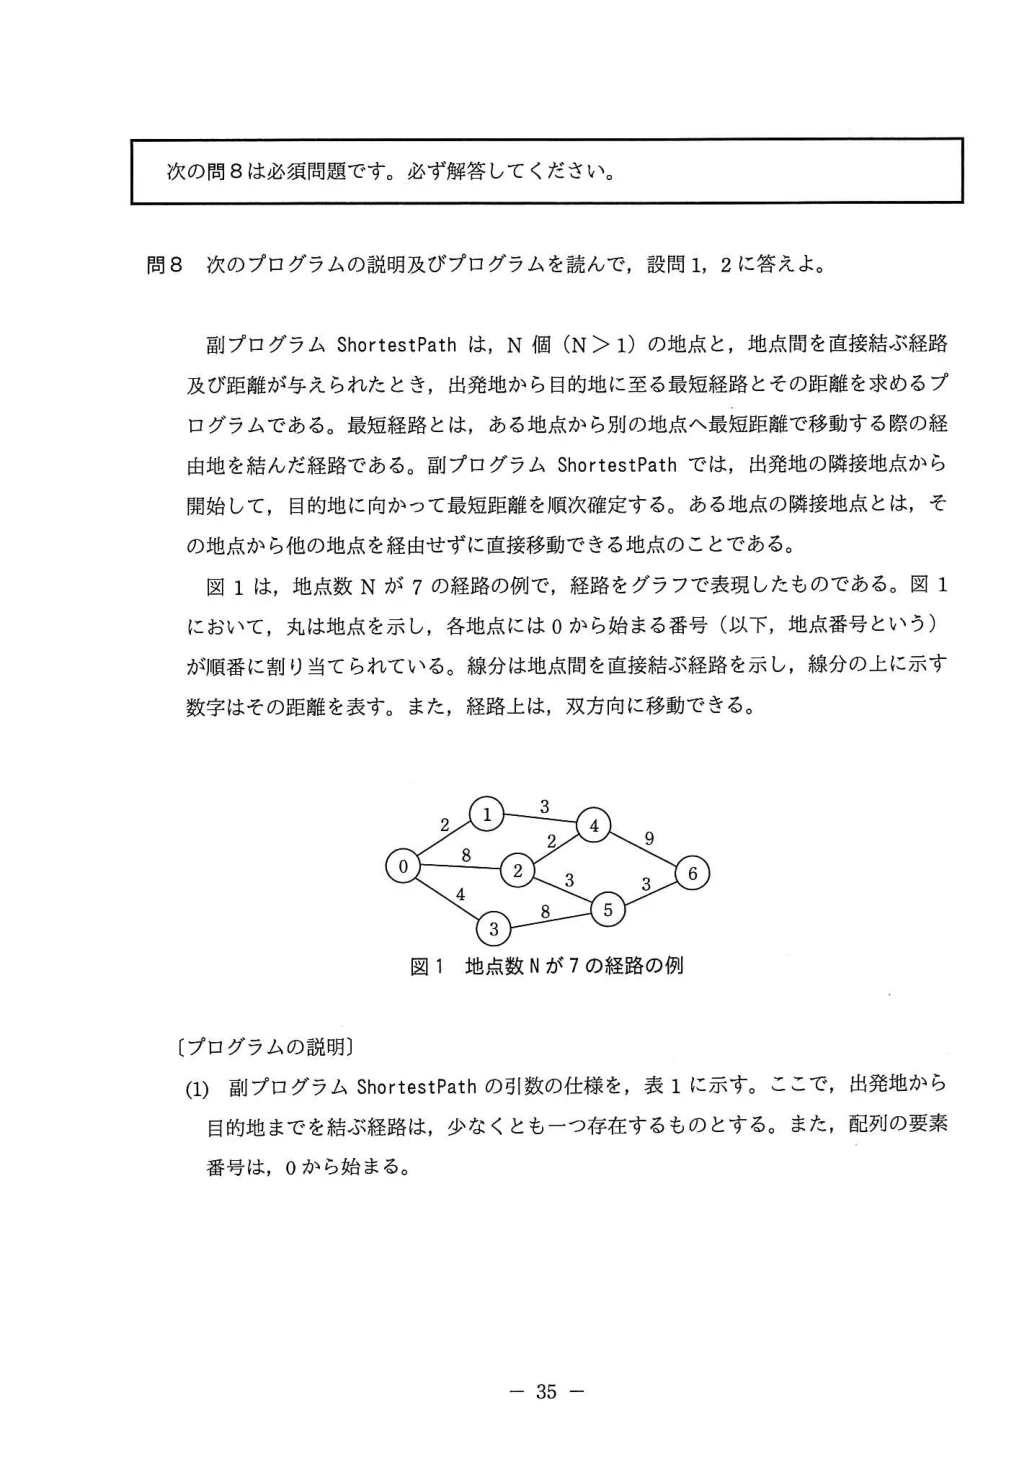 次の問８は必須問題です。必ず解答してください。
問８　次のプログラムの説明及びプログラムを読んで，設問 1，2 に答えよ。
副プログラム ShortestPath は，N 個（N＞1）の地点と，地点間を直接結ぶ経路
及び距離が与えられたとき，出発地から目的地に至る最短経路とその距離を求めるプ
ログラムである。最短経路とは，ある地点から別の地点へ最短距離で移動する際の経
由地を結んだ経路である。副プログラム ShortestPath では，出発地の隣接地点から
開始して，目的地に向かって最短距離を順次確定する。ある地点の隣接地点とは，そ
の地点から他の地点を経由せずに直接移動できる地点のことである。
図 1 は，地点数 N が 7 の経路の例で，経路をグラフで表現したものである。図 1
において，丸は地点を示し，各地点には 0 から始まる番号（以下，地点番号という）
が順番に割り当てられている。線分は地点間を直接結ぶ経路を示し，線分の上に示す
数字はその距離を表す。また，経路上は，双方向に移動できる。
1 3 4
2 2 9
0 8 2 6
4 3 3
3 8 5
図１　地点数 N が 7 の経路の例
〔プログラムの説明〕
(1)　副プログラム ShortestPath の引数の仕様を，表 1 に示す。ここで，出発地から
目的地までを結ぶ経路は，少なくとも一つ存在するものとする。また，配列の要素
番号は，0 から始まる。
－ 35 －